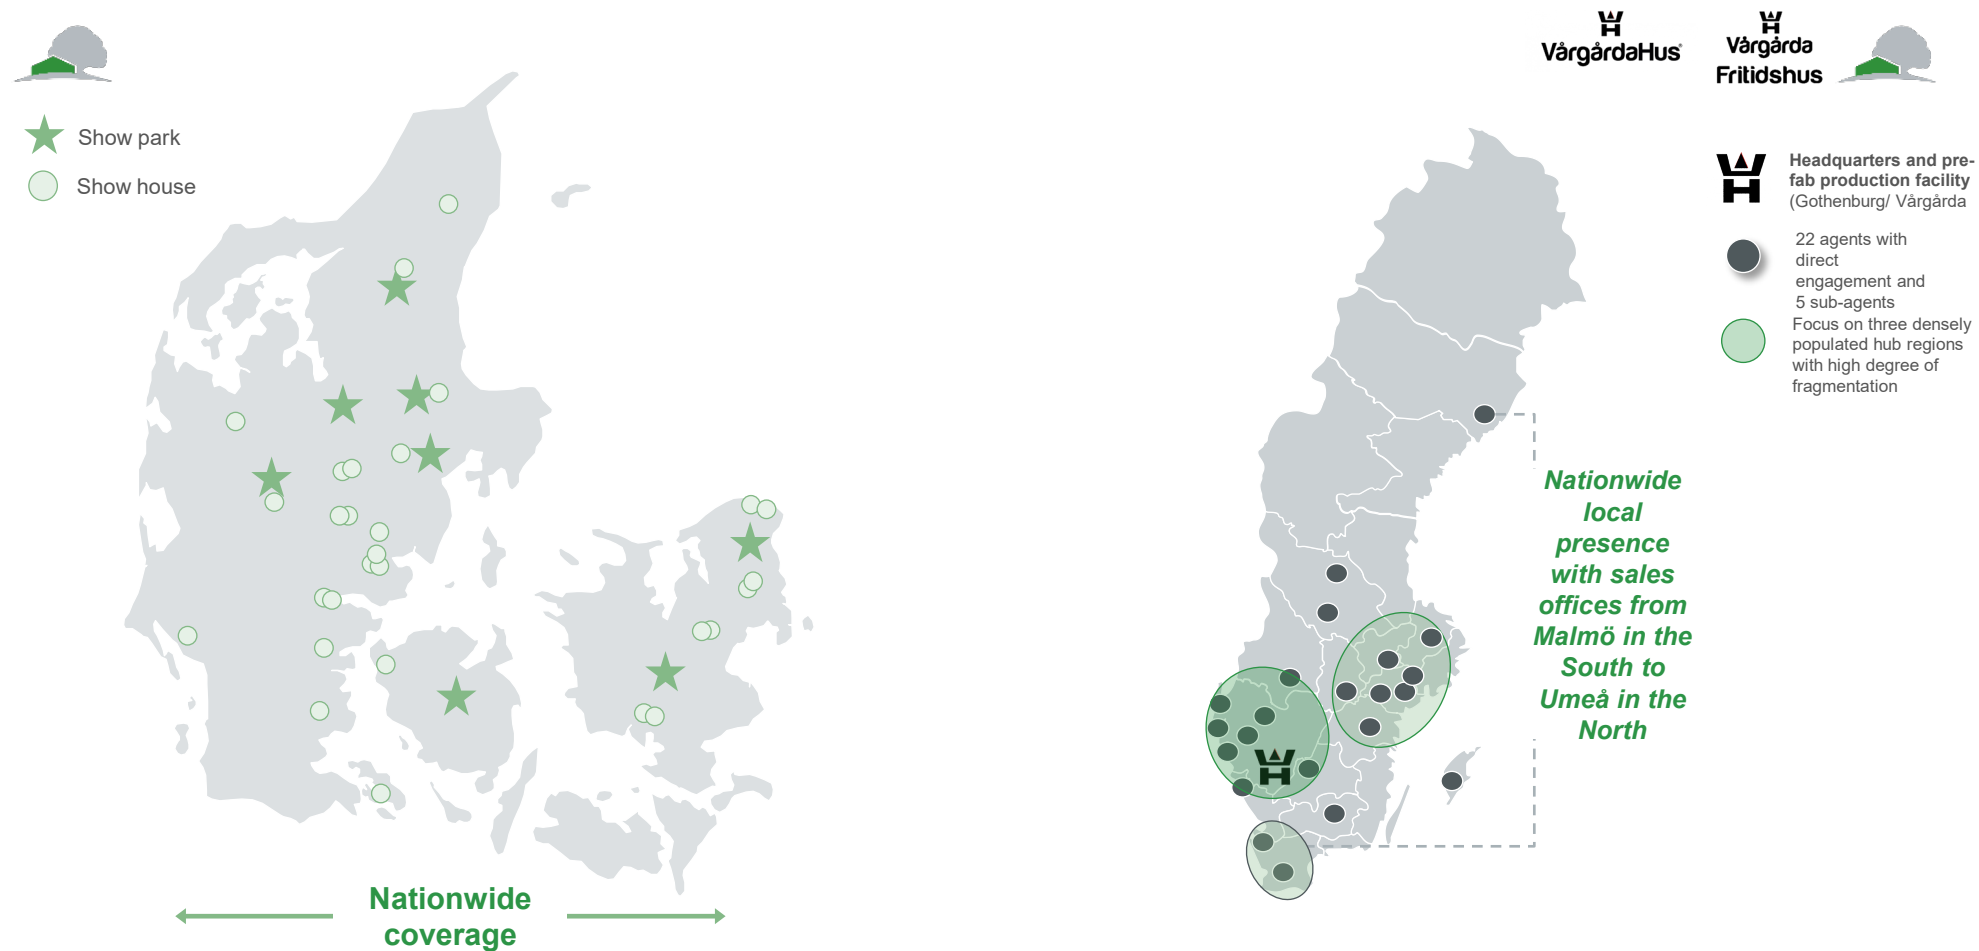 Show park
Show house
Nationwide
coverage
VårgårdaHus®
Vårgårda
Fritidshus
Headquarters and pre-
fab production facility
(Gothenburg/ Vårgårda
22 agents with
direct
engagement and
5 sub-agents
Focus on three densely
populated hub regions
with high degree of
fragmentation
Nationwide
local
presence
with sales
offices from
Malmö in the
South to
Umeå in the
North